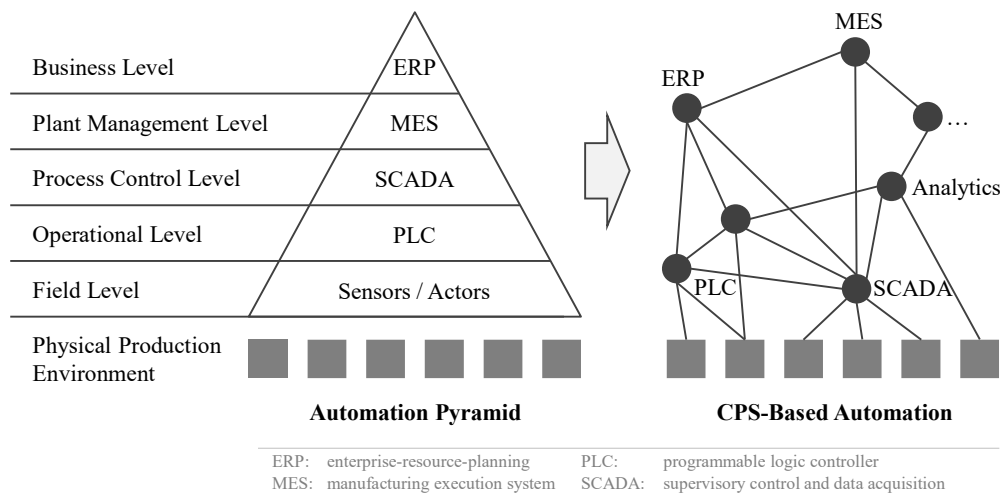 Business Level
ERP
Plant Management Level
MES
Process Control Level
SCADA
Operational Level
PLC
Field Level
Sensors / Actors
Physical Production
Environment
Automation Pyramid
MES
ERP
...
Analytics
PLC
SCADA
CPS-Based Automation
ERP: enterprise-resource-planning PLC: programmable logic controller
MES: manufacturing execution system SCADA: supervisory control and data acquisition